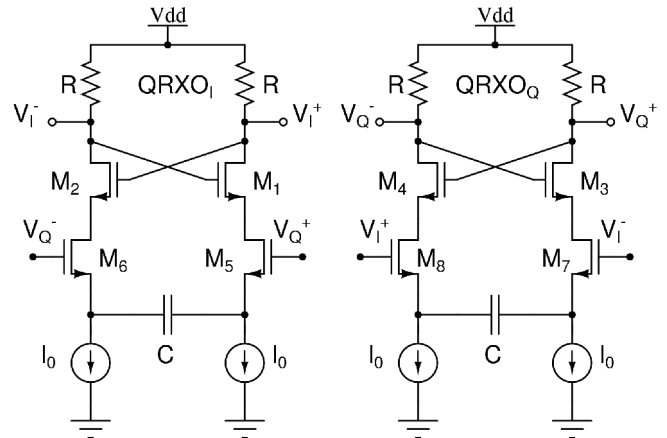 Vdd
Vdd
R QRXO_I R
R QRXO_Q R
V_I^- V_I^+
V_Q^- V_Q^+
M_2 M_1
M_4 M_3
V_Q^- V_Q^+
V_I^+ V_I^-
M_6 M_5
M_8 M_7
I_0 C I_0
I_0 C I_0